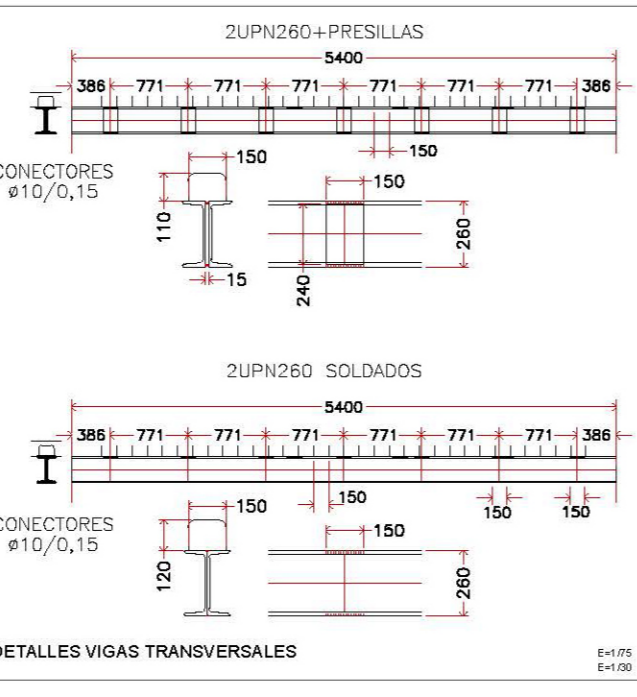 2UPN260+PRESILLAS
5400
386 771 771 771 771 771 771 386
150
CONECTORES
ø10/0,15
150
150
110
260
15
240
2UPN260 SOLDADOS
5400
386 771 771 771 771 771 771 386
150
150 150
CONECTORES
ø10/0,15
150
150
120
260
DETALLES VIGAS TRANSVERSALES
E=1/75
E=1/30